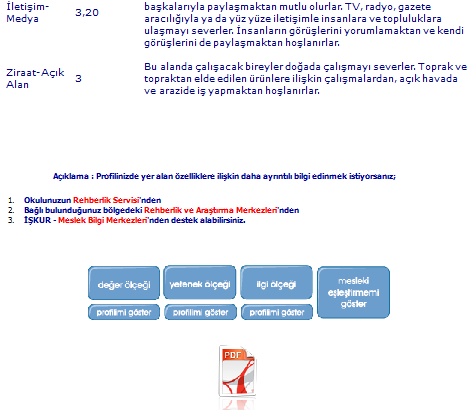 İletişim-
Medya
3,20
başkalarıyla paylaşmaktan mutlu olurlar. TV, radyo, gazete
aracılığıyla ya da yüz yüze iletişimle insanlara ve topluluklara
ulaşmayı severler. İnsanların görüşlerini yorumlamaktan ve kendi
görüşlerini de paylaşmaktan hoşlanırlar.
Ziraat-Açık
Alan
3
Bu alanda çalışacak bireyler doğada çalışmayı severler. Toprak ve
topraktan elde edilen ürünlere ilişkin çalışmalardan, açık havada
ve arazide iş yapmaktan hoşlanırlar.
Açıklama : Profilinizde yer alan özelliklere ilişkin daha ayrıntılı bilgi edinmek istiyorsanız;
1. Okulunuzun Rehberlik Servisi'nden
2. Bağlı bulunduğunuz bölgedeki Rehberlik ve Araştırma Merkezleri'nden
3. İŞKUR - Meslek Bilgi Merkezleri'nden destek alabilirsiniz.
değer ölçeği yetenek ölçeği ilgi ölçeği
mesleki
eşleştirmemi
göster
profilimi göster profilimi göster profilimi göster
PDF